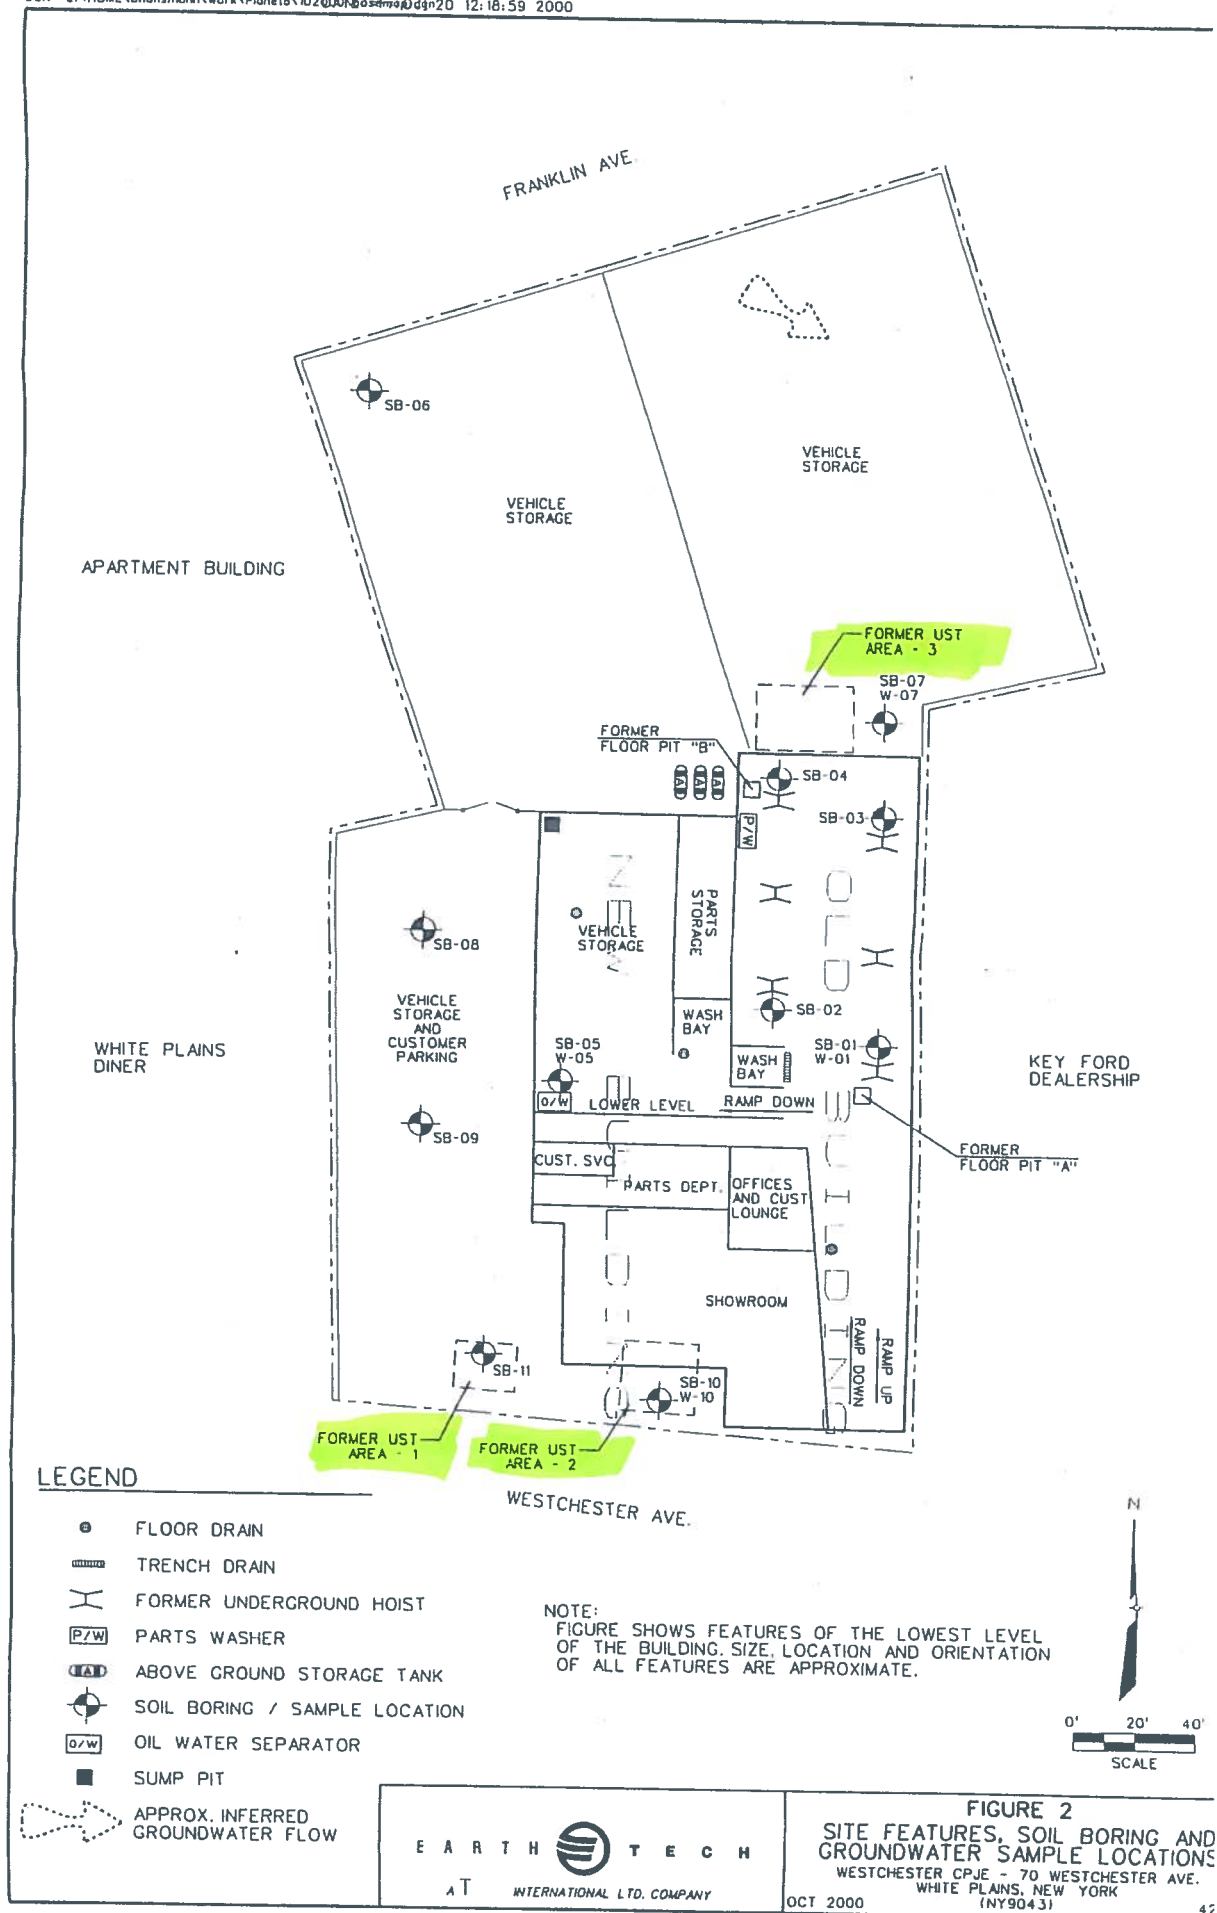 12:18:59 2000
FRANKLIN AVE.
SB-06
VEHICLE
STORAGE
VEHICLE
STORAGE
APARTMENT BUILDING
FORMER UST
AREA - 3
SB-07
W-07
FORMER
FLOOR PIT "B"
A
A
A
SB-04
SB-03
P/W
NEW
OLD
PARTS
STORAGE
VEHICLE
STORAGE
SB-08
VEHICLE
STORAGE
AND
CUSTOMER
PARKING
WASH
BAY
SB-02
SB-05
W-05
WASH
BAY
SB-01
W-01
WHITE PLAINS
DINER
KEY FORD
DEALERSHIP
O/W
LOWER LEVEL
RAMP DOWN
BUILDING
BUILDING
SB-09
FORMER
FLOOR PIT "A"
CUST. SVC.
PARTS DEPT.
OFFICES
AND CUST
LOUNGE
SHOWROOM
RAMP DOWN
RAMP UP
SB-11
SB-10
W-10
FORMER UST
AREA - 1
FORMER UST
AREA - 2
WESTCHESTER AVE.
LEGEND
FLOOR DRAIN
TRENCH DRAIN
FORMER UNDERGROUND HOIST
P/W PARTS WASHER
A ABOVE GROUND STORAGE TANK
SOIL BORING / SAMPLE LOCATION
O/W OIL WATER SEPARATOR
SUMP PIT
APPROX. INFERRED
GROUNDWATER FLOW
NOTE:
FIGURE SHOWS FEATURES OF THE LOWEST LEVEL
OF THE BUILDING. SIZE, LOCATION AND ORIENTATION
OF ALL FEATURES ARE APPROXIMATE.
N
0' 20' 40'
SCALE
EARTH TECH
A T INTERNATIONAL LTD. COMPANY
FIGURE 2
SITE FEATURES, SOIL BORING AND
GROUNDWATER SAMPLE LOCATIONS
WESTCHESTER CPJE - 70 WESTCHESTER AVE.
WHITE PLAINS, NEW YORK
OCT 2000 (NY9043) 42